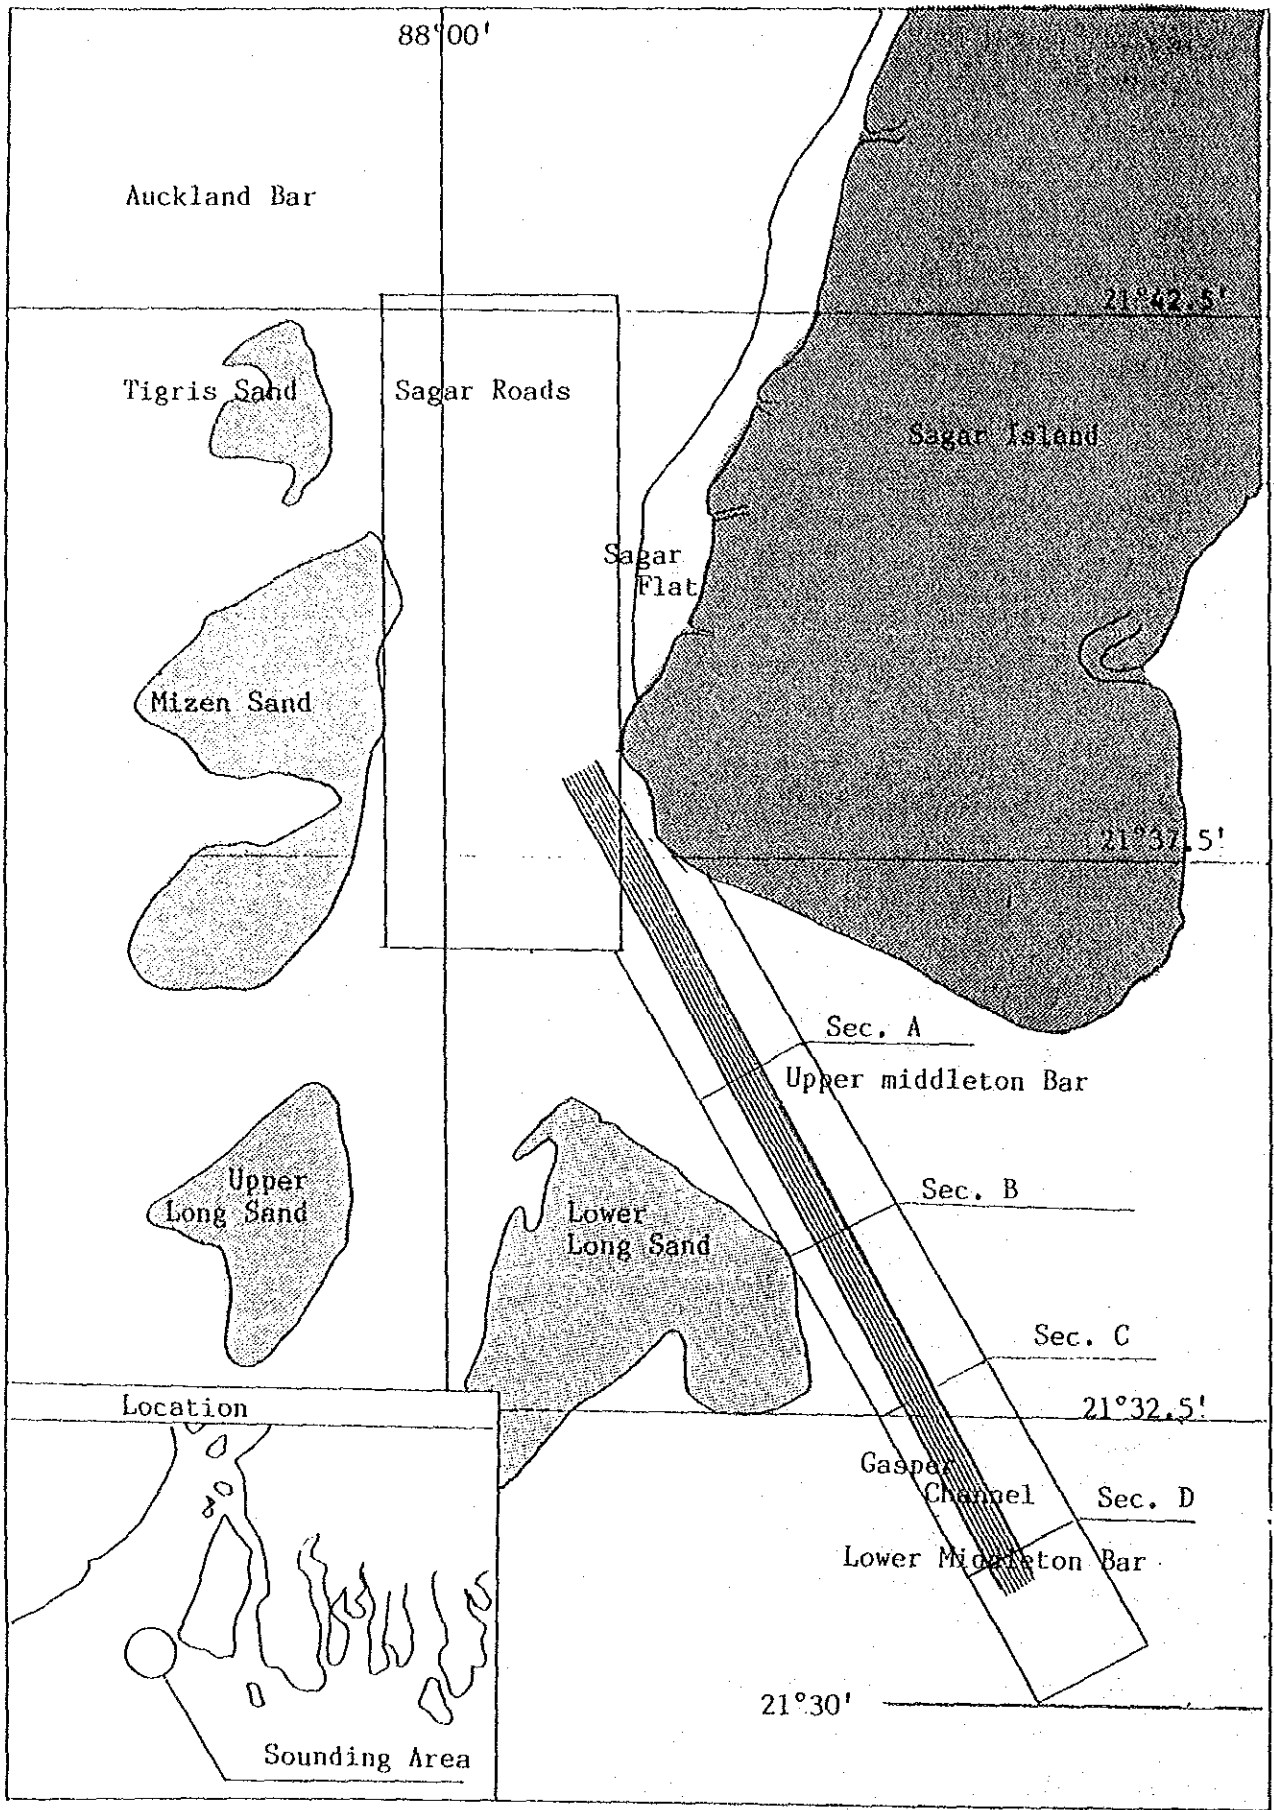 88°00'
Auckland Bar
21°42.5'
Tigris Sand
Sagar Roads
Sagar Island
Sagar
Flat
Mizen Sand
21°37.5'
Sec. A
Upper middleton Bar
Upper
Long Sand
Sec. B
Lower
Long Sand
Sec. C
Location
21°32.5'
Gasper
Channel
Sec. D
Lower Middleton Bar
21°30'
Sounding Area